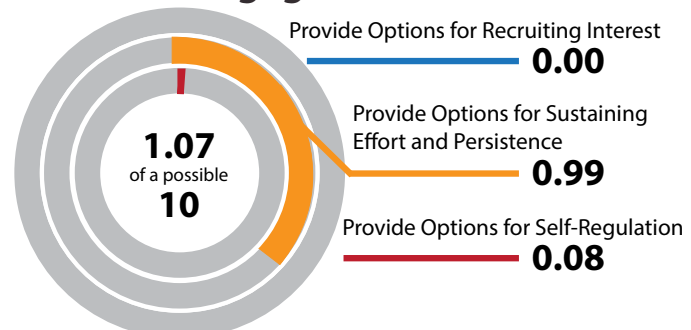 Provide Options for Recruiting Interest
0.00
Provide Options for Sustaining
Effort and Persistence
0.99
1.07
of a possible
10
Provide Options for Self-Regulation
0.08